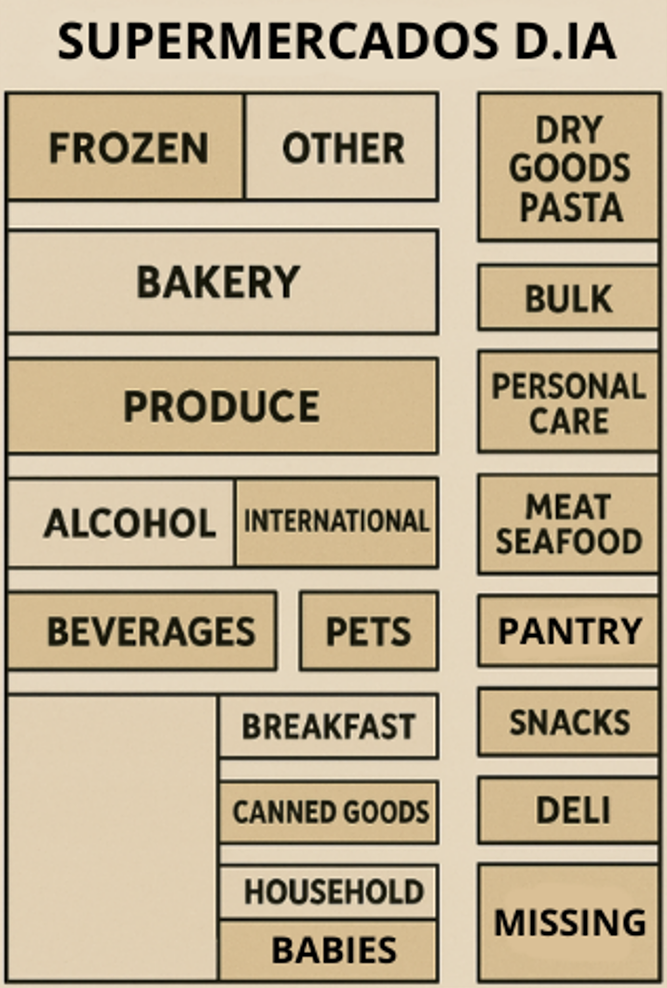 SUPERMERCADOS D.IA
FROZEN
OTHER
BAKERY
PRODUCE
ALCOHOL
INTERNATIONAL
BEVERAGES
PETS
BREAKFAST
CANNED GOODS
HOUSEHOLD
BABIES
DRY
GOODS
PASTA
BULK
PERSONAL
CARE
MEAT
SEAFOOD
PANTRY
SNACKS
DELI
MISSING